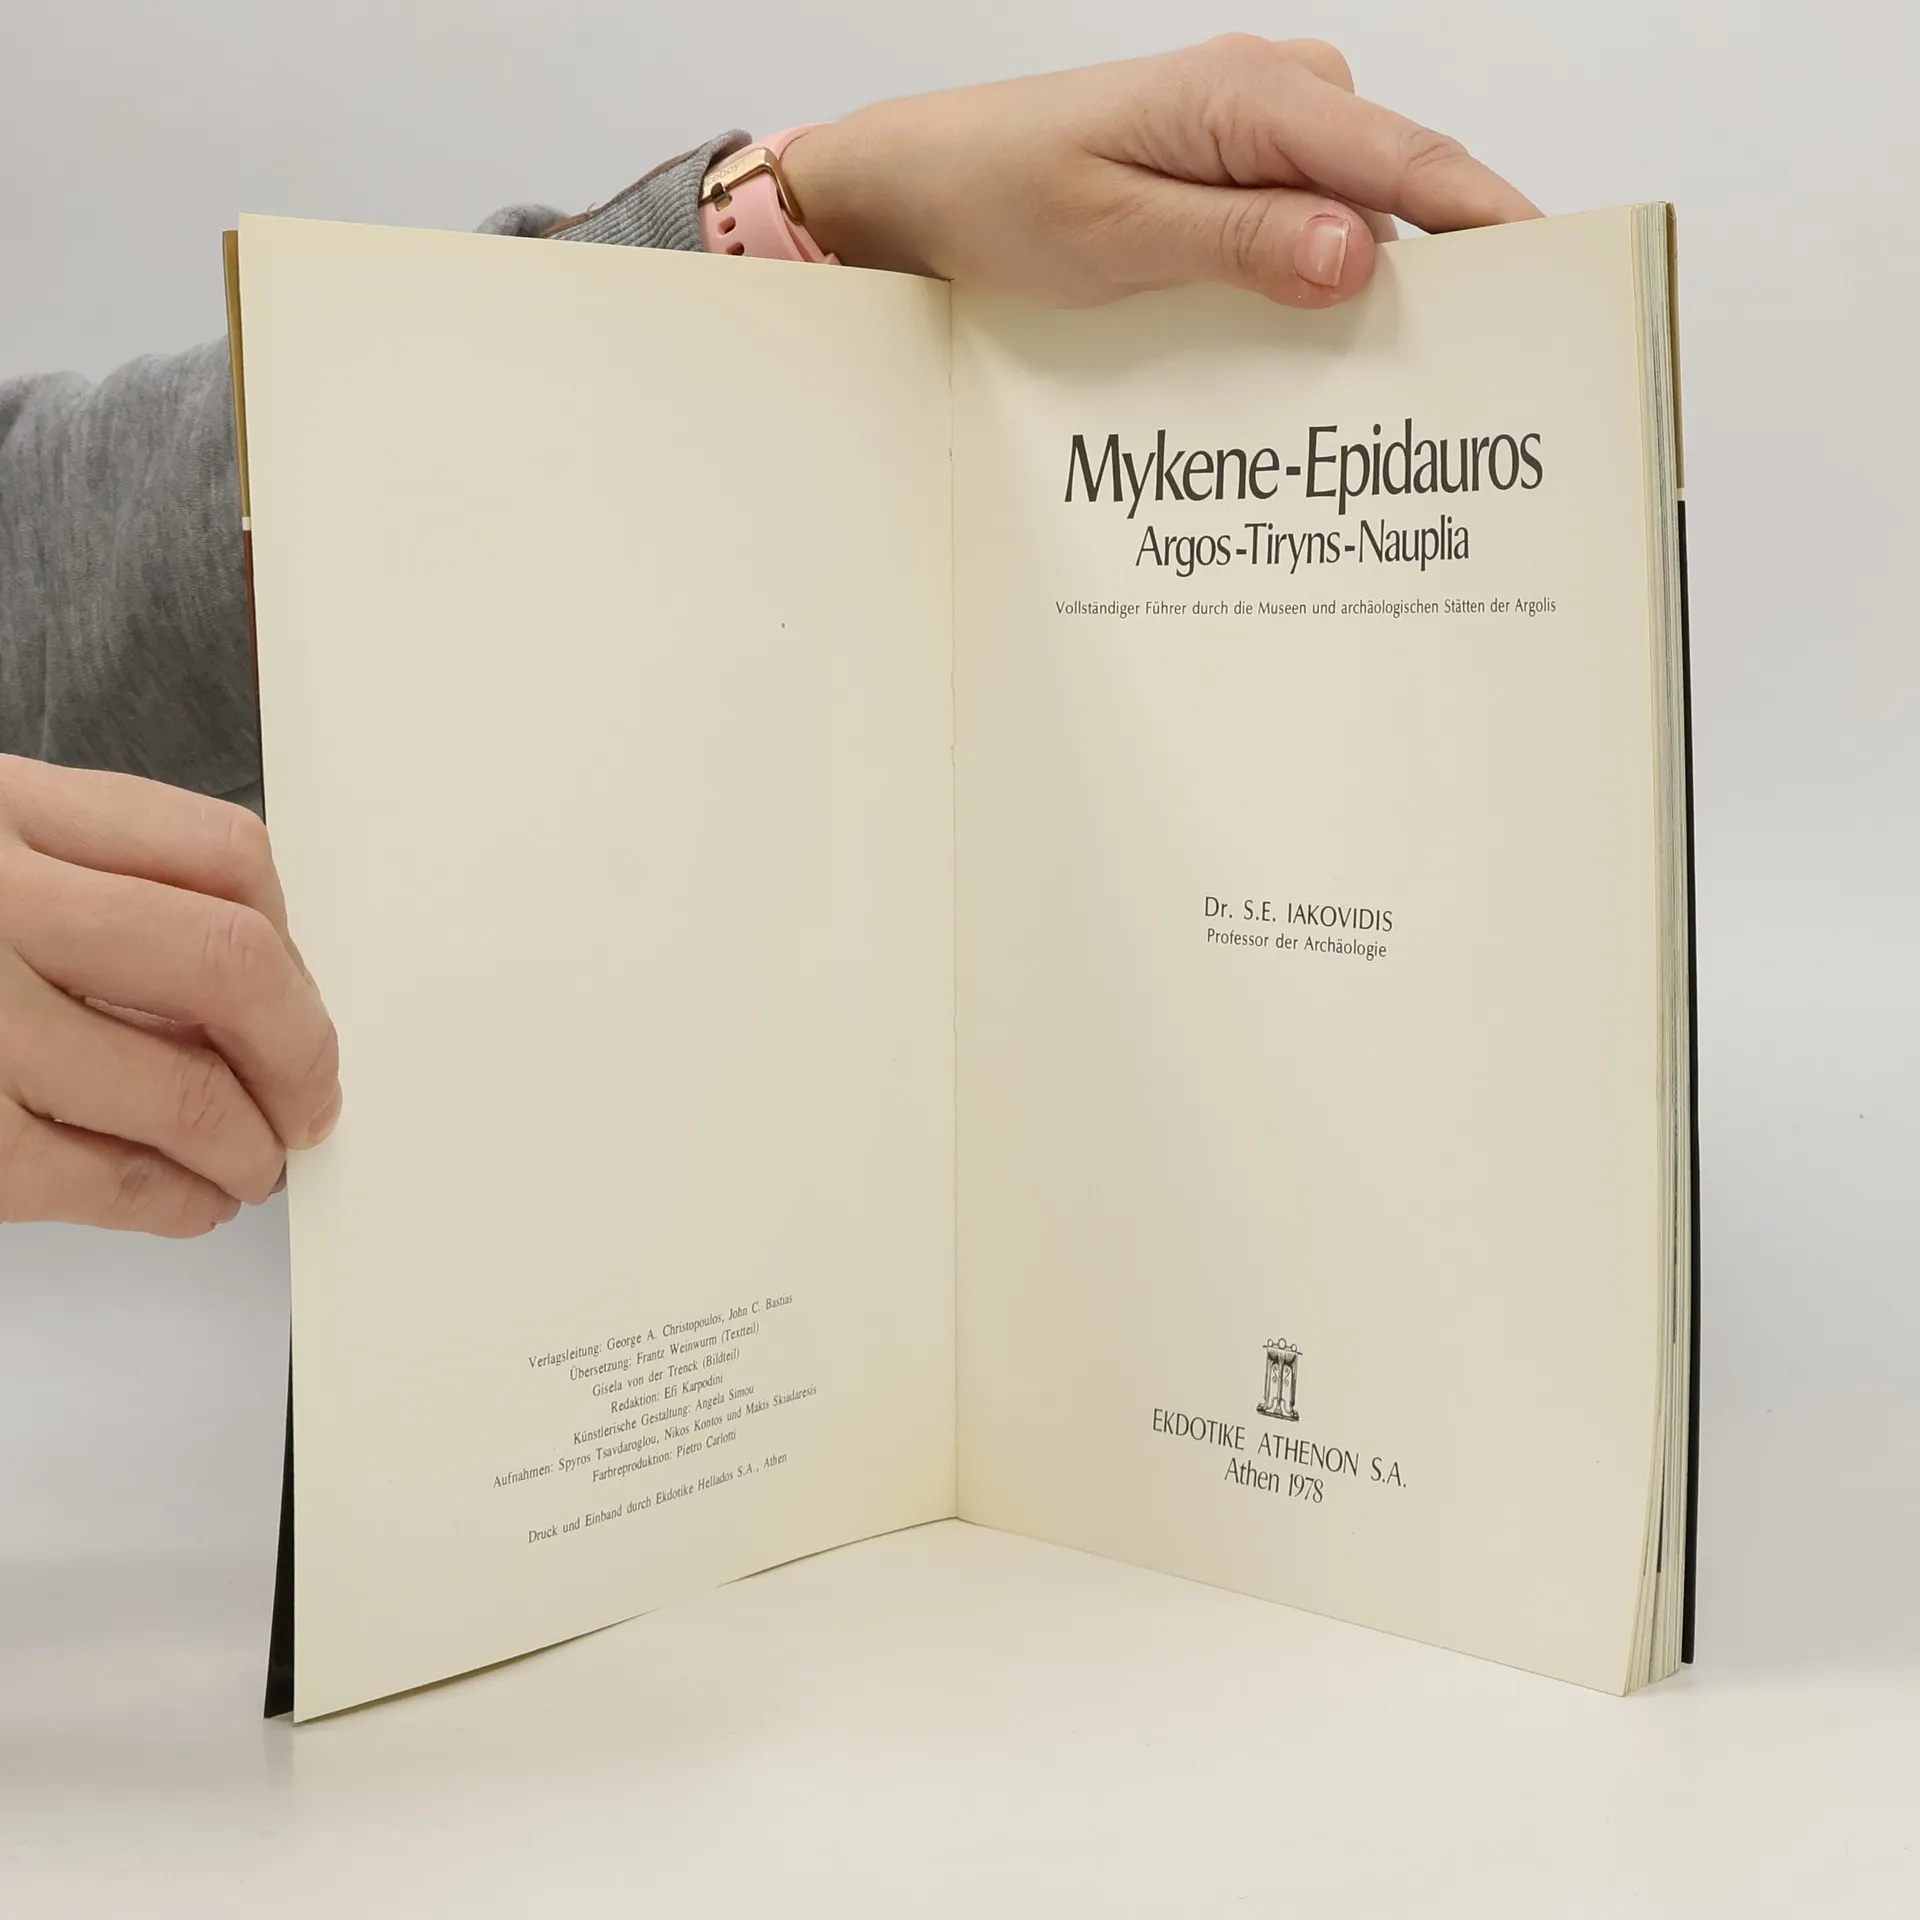 Verlagsleitung: George A. Christopoulos, John C. Bastias
Übersetzung: Frantz Weinwurm (Textteil)
Gisela von der Trenck (Bildteil)
Redaktion: Efi Karpodini
Künstlerische Gestaltung: Angela Simou
Aufnahmen: Spyros Tsavdaroglou, Nikos Kontos und Makis Skiadaresis
Farbreproduktion: Pietro Carlotti
Druck und Einband durch Ekdotike Hellados S.A., Athen
Mykene-Epidauros
Argos-Tiryns-Nauplia
Vollständiger Führer durch die Museen und archäologischen Stätten der Argolis
Dr. S.E. IAKOVIDIS
Professor der Archäologie
EKDOTIKE ATHENON S.A.
Athen 1978